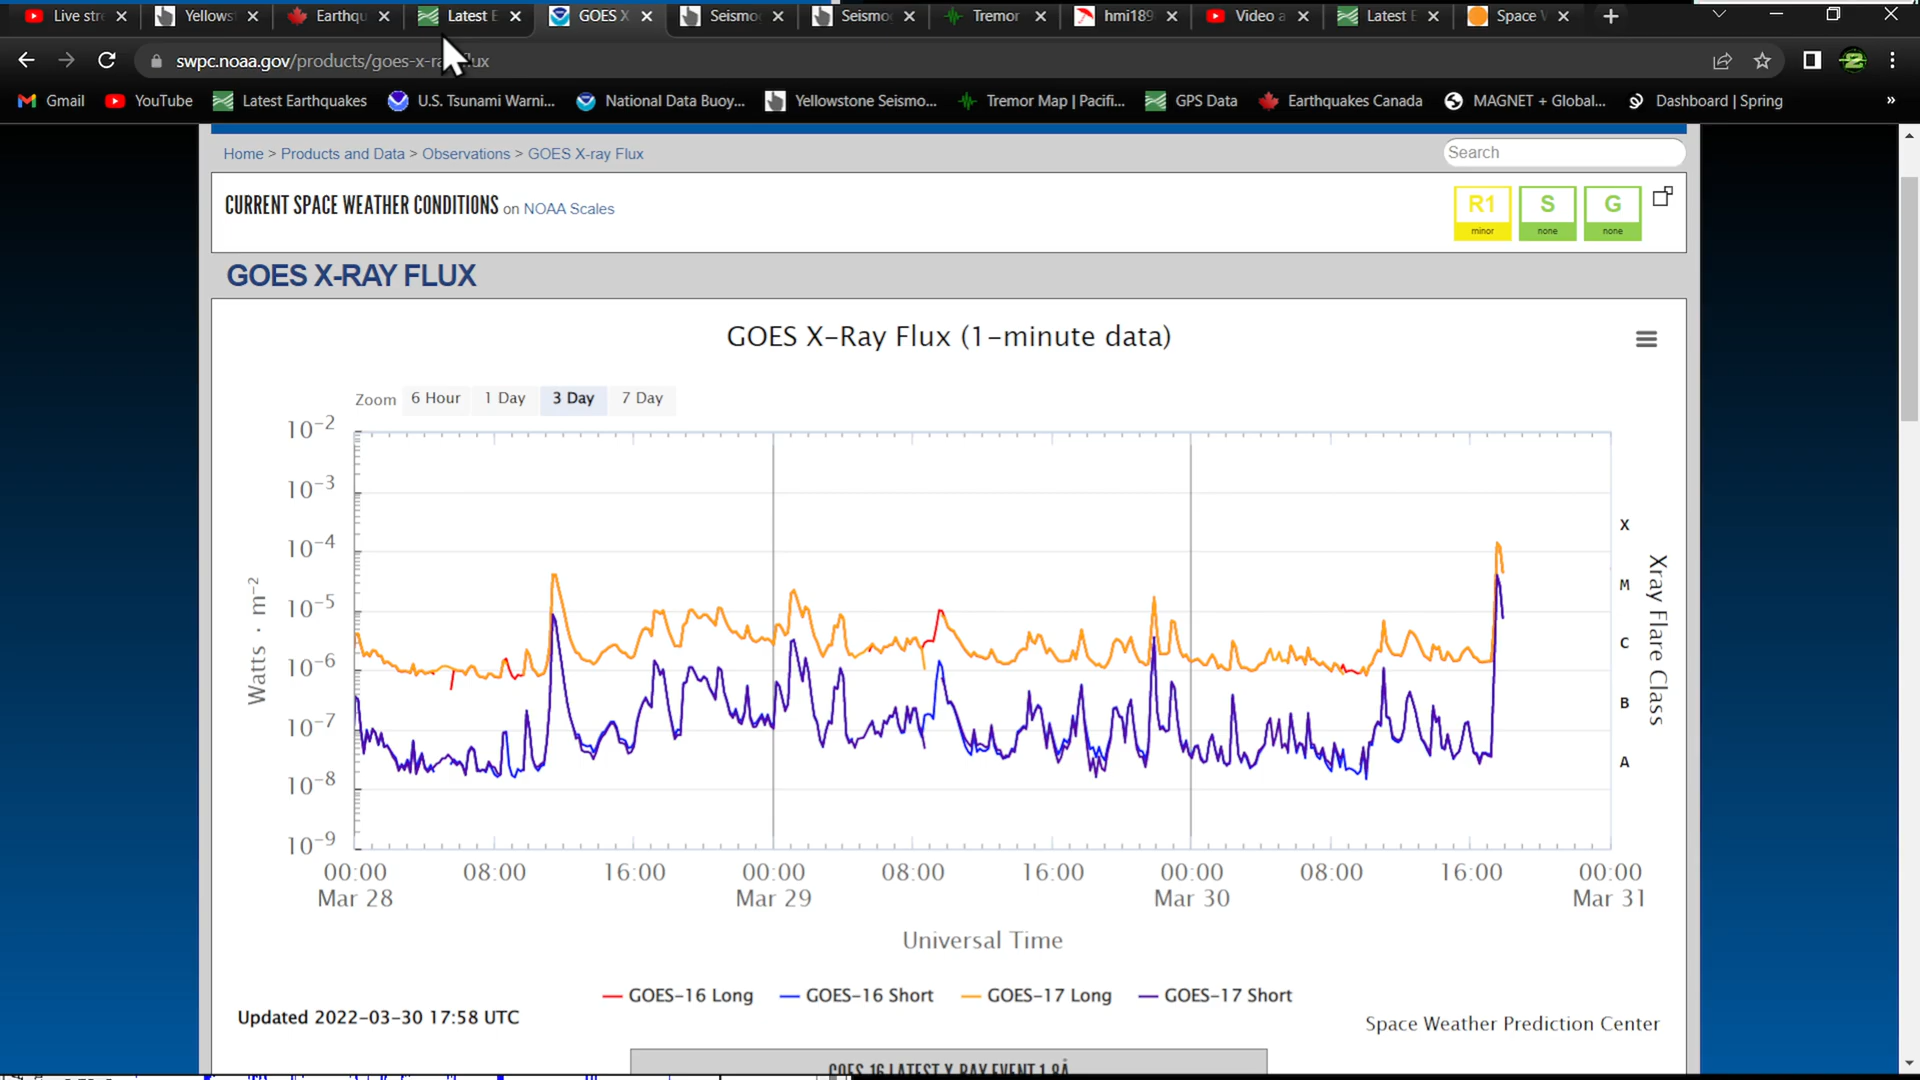 Live stre
Yellows
Earthqu
Latest E
GOES X
Seismo
Seismo
Tremor
hmi189
Video a
Latest E
Space W
swpc.noaa.gov/products/goes-x-ra
Gmail
YouTube
Latest Earthquakes
U.S. Tsunami Warni...
National Data Buoy...
Yellowstone Seismo...
Tremor Map | Pacifi...
GPS Data
Earthquakes Canada
MAGNET + Global...
Dashboard | Spring
»
Home > Products and Data > Observations > GOES X-ray Flux
Search
CURRENT SPACE WEATHER CONDITIONS on NOAA Scales
R1 S G
minor none none
GOES X-RAY FLUX
GOES X-Ray Flux (1-minute data)
Zoom 6 Hour 1 Day 3 Day 7 Day
10⁻²
10⁻³
10⁻⁴
10⁻⁵
10⁻⁶
10⁻⁷
10⁻⁸
10⁻⁹
Watts · m⁻²
X
M
C
B
A
Xray Flare Class
00:00 08:00 16:00 00:00 08:00 16:00 00:00 08:00 16:00 00:00
Mar 28 Mar 29 Mar 30 Mar 31
Universal Time
GOES-16 Long GOES-16 Short GOES-17 Long GOES-17 Short
Updated 2022-03-30 17:58 UTC
Space Weather Prediction Center